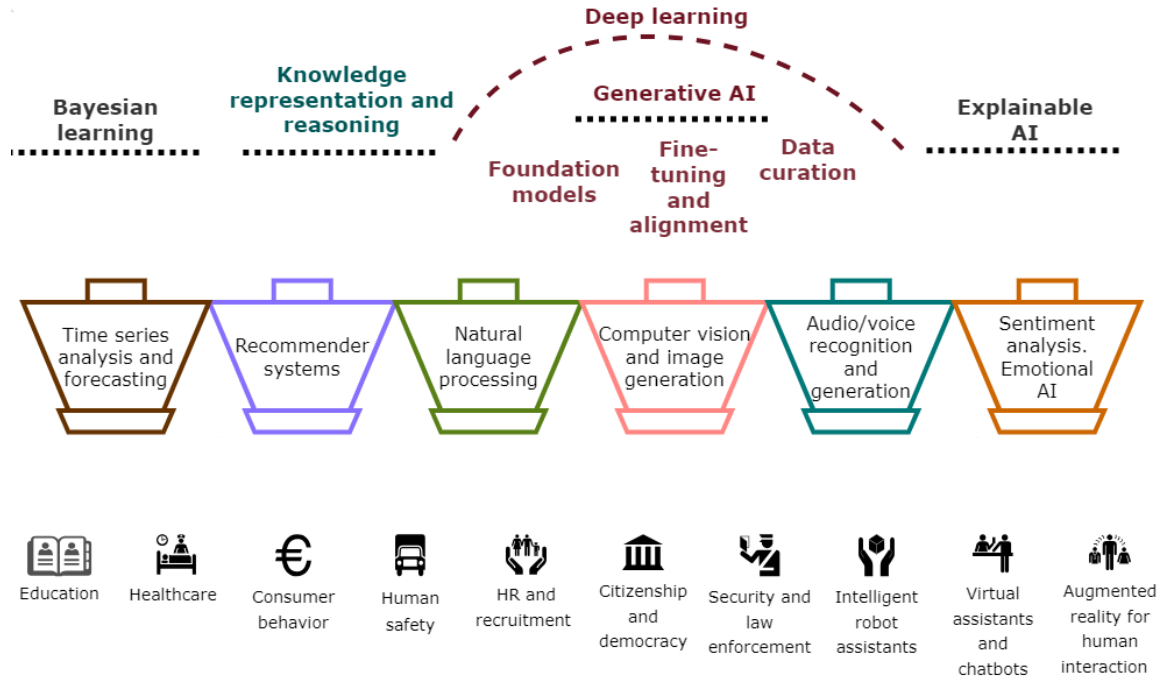 Deep learning
Knowledge
representation and
reasoning
Bayesian
learning
Generative AI
Explainable
AI
Foundation
models
Fine-
tuning
and
alignment
Data
curation
Time series
analysis and
forecasting
Recommender
systems
Natural
language
processing
Computer vision
and image
generation
Audio/voice
recognition
and
generation
Sentiment
analysis.
Emotional
AI
Education
Healthcare
Consumer
behavior
Human
safety
HR and
recruitment
Citizenship
and
democracy
Security and
law
enforcement
Intelligent
robot
assistants
Virtual
assistants
and
chatbots
Augmented
reality for
human
interaction